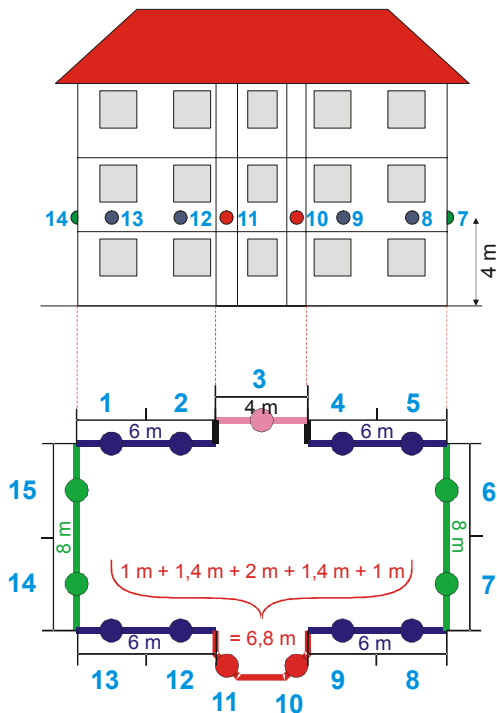 14 13 12 11 10 9 8 7
4 m
3
4 m
1 2 4 5
6 m 6 m
15 6
8 m 8 m
1 m + 1,4 m + 2 m + 1,4 m + 1 m
14 7
= 6,8 m
6 m 6 m
13 12 11 10 9 8